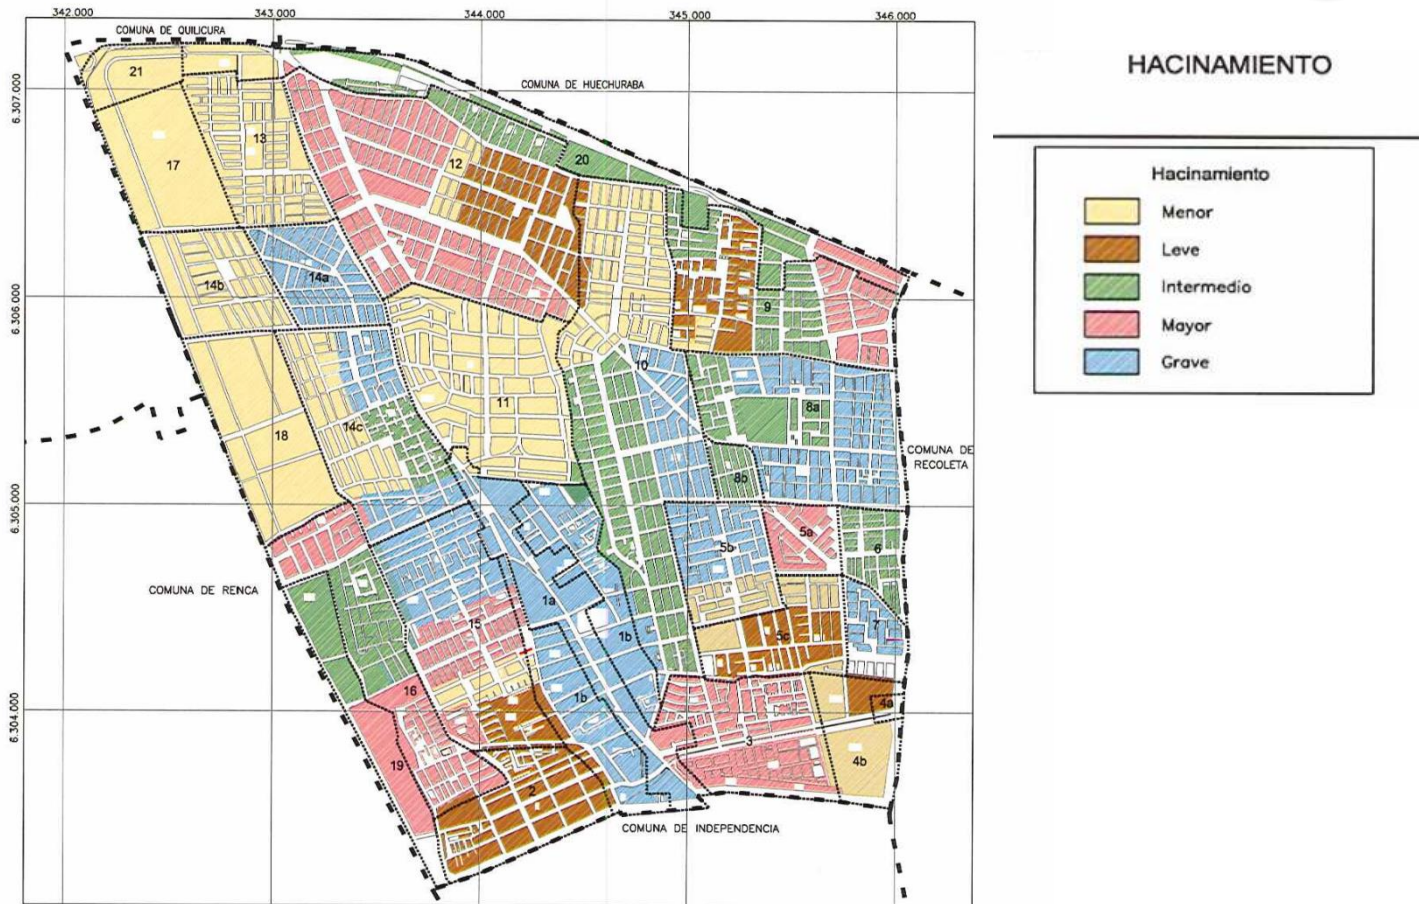 342.000 343.000 344.000 345.000 346.000
COMUNA DE QUILICURA
HACINAMIENTO
21
6.307.000
COMUNA DE HUECHURABA
13
17
12
20
Hacinamiento
Menor
Leve
Intermedio
Mayor
Grave
14a
14b
6.306.000
9
10
11
8a
14c
18
COMUNA DE
RECOLETA
8b
6.305.000
5a
5b
6
COMUNA DE RENCA
1a
15
1b
5c
7
16
1b
4a
6.304.000
3
19
4b
2
COMUNA DE INDEPENDENCIA